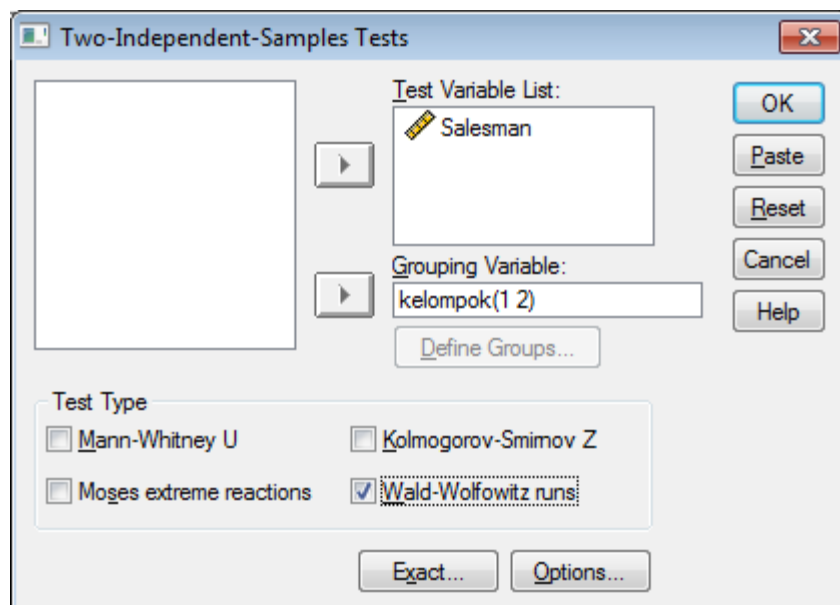 Two-Independent-Samples Tests
Test Variable List:
Salesman
OK
Paste
Reset
Cancel
Help
Grouping Variable:
kelompok(1 2)
Define Groups...
Test Type
Mann-Whitney U
Kolmogorov-Smirnov Z
Moses extreme reactions
Wald-Wolfowitz runs
Exact...
Options...